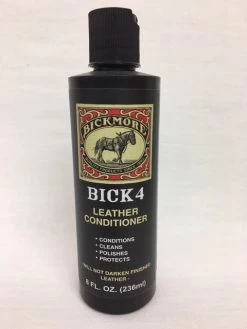 BICKMORE
BICK 4
LEATHER
CONDITIONER
• CONDITIONS
• CLEANS
• POLISHES
• PROTECTS
- WILL NOT DARKEN FINISHED
LEATHER -
8 FL. OZ. (236ml)